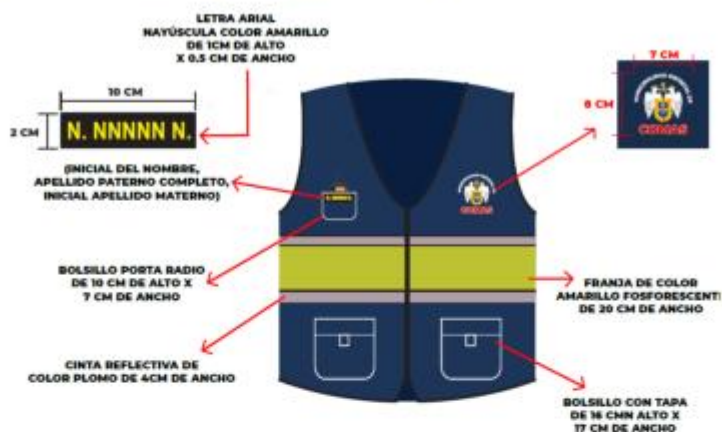 LETRA ARIAL
NAYÚSCULA COLOR AMARILLO
DE 1CM DE ALTO
X 0.5 CM DE ANCHO
10 CM
2 CM
N. NNNNN N.
(INICIAL DEL NOMBRE,
APELLIDO PATERNO COMPLETO,
INICIAL APELLIDO MATERNO)
7 CM
8 CM
COMAS
COMAS
BOLSILLO PORTA RADIO
DE 10 CM DE ALTO X
7 CM DE ANCHO
FRANJA DE COLOR
AMARILLO FOSFORESCENT
DE 20 CM DE ANCHO
CINTA REFLECTIVA DE
COLOR PLOMO DE 4CM DE ANCHO
BOLSILLO CON TAPA
DE 16 CMN ALTO X
17 CM DE ANCHO